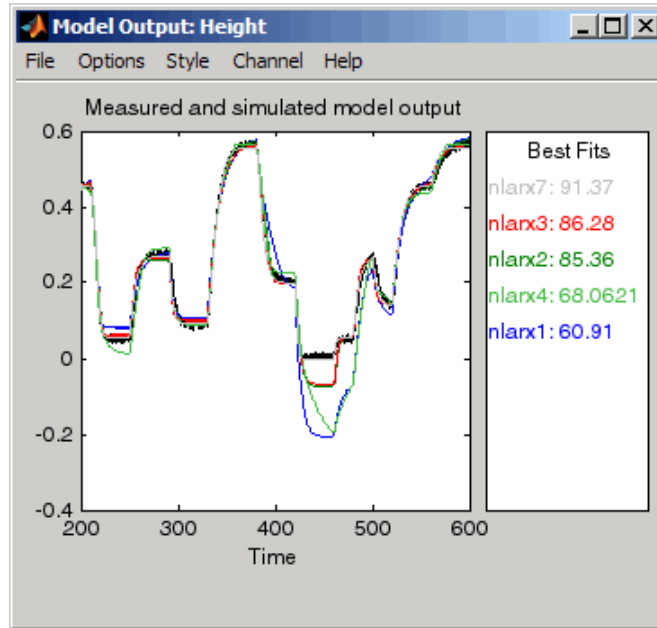 Model Output: Height
File Options Style Channel Help
Measured and simulated model output
0.6
0.4
0.2
0
-0.2
-0.4
200 300 400 500 600
Time
Best Fits
nlarx7: 91.37
nlarx3: 86.28
nlarx2: 85.36
nlarx4: 68.0621
nlarx1: 60.91